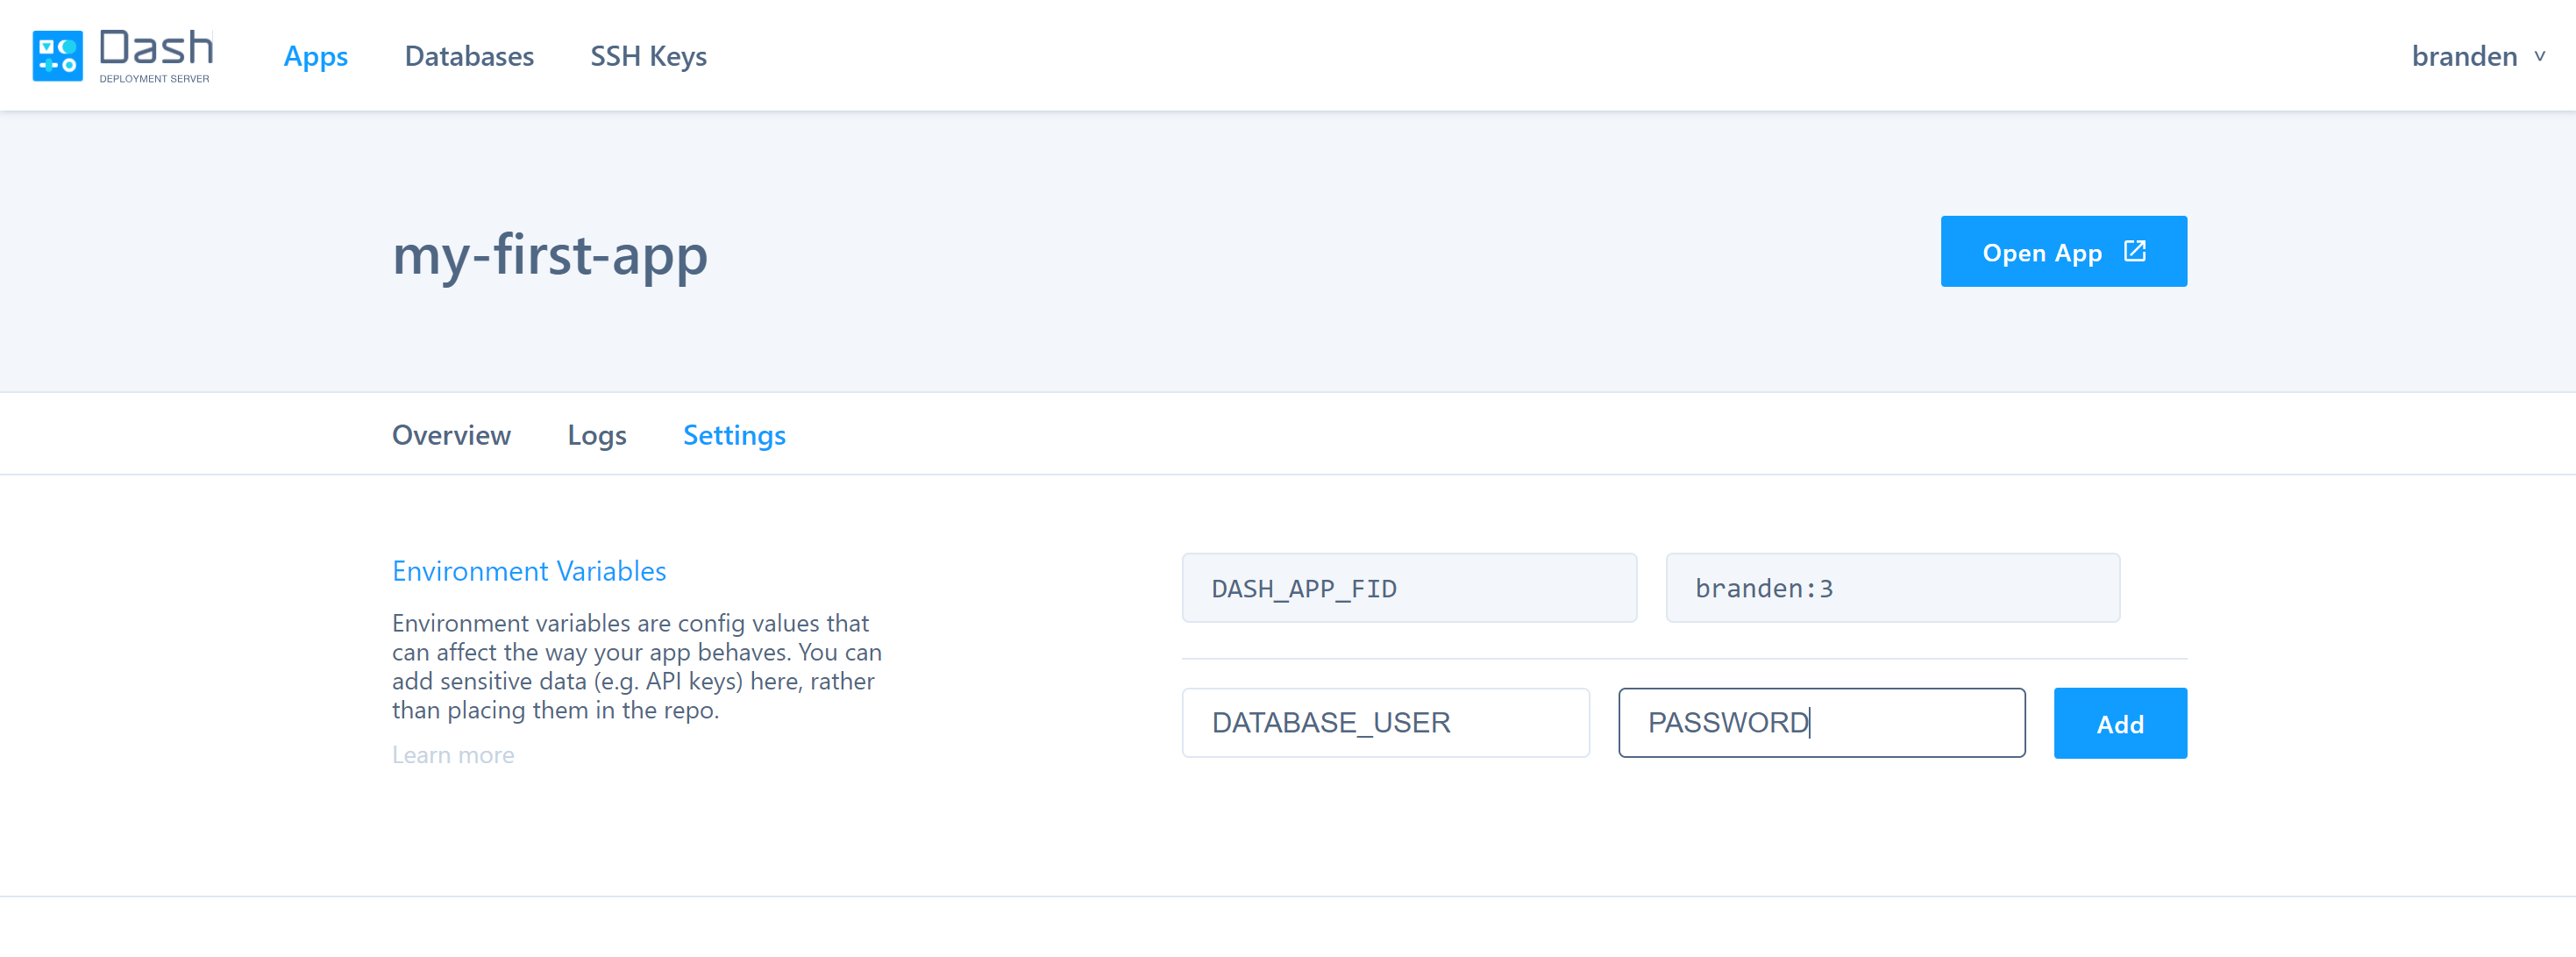 Dash
DEPLOYMENT SERVER
Apps
Databases
SSH Keys
branden
my-first-app
Open App
Overview
Logs
Settings
Environment Variables
Environment variables are config values that
can affect the way your app behaves. You can
add sensitive data (e.g. API keys) here, rather
than placing them in the repo.
Learn more
DASH_APP_FID
branden:3
DATABASE_USER
PASSWORD
Add